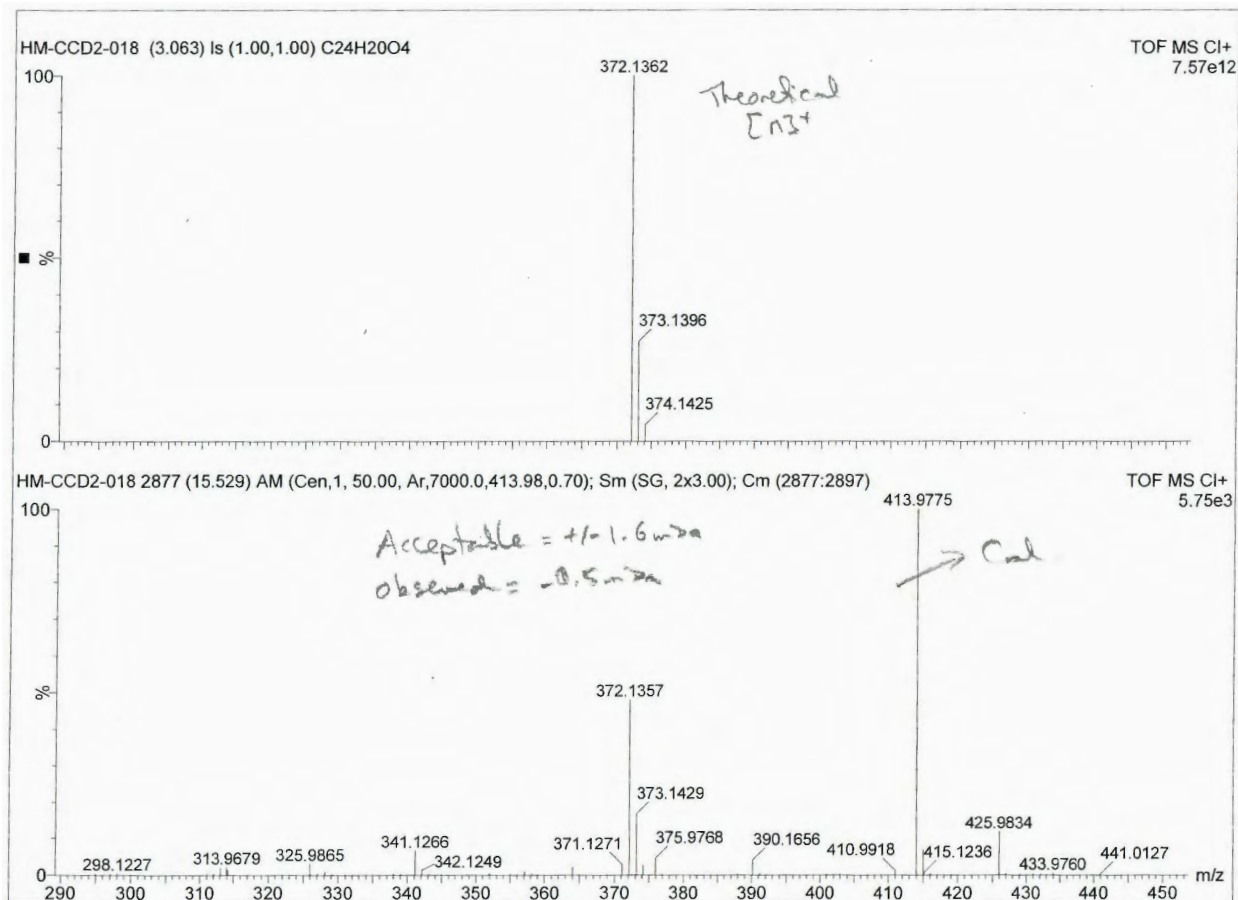 HM-CCD2-018 (3.063) Is (1.00,1.00) C24H20O4
TOF MS CI+
7.57e12
100
372.1362
Theoretical
[M]+
%
373.1396
374.1425
0
HM-CCD2-018 2877 (15.529) AM (Cen,1, 50.00, Ar,7000.0,413.98,0.70); Sm (SG, 2x3.00); Cm (2877:2897)
TOF MS CI+
5.75e3
100
413.9775
Acceptable = +/-1.6 mDa
Observed = -0.5 mDa
Cal
%
372.1357
373.1429
341.1266
371.1271
375.9768
390.1656
425.9834
298.1227
313.9679
325.9865
342.1249
410.9918
415.1236
433.9760
441.0127
0
m/z
290 300 310 320 330 340 350 360 370 380 390 400 410 420 430 440 450